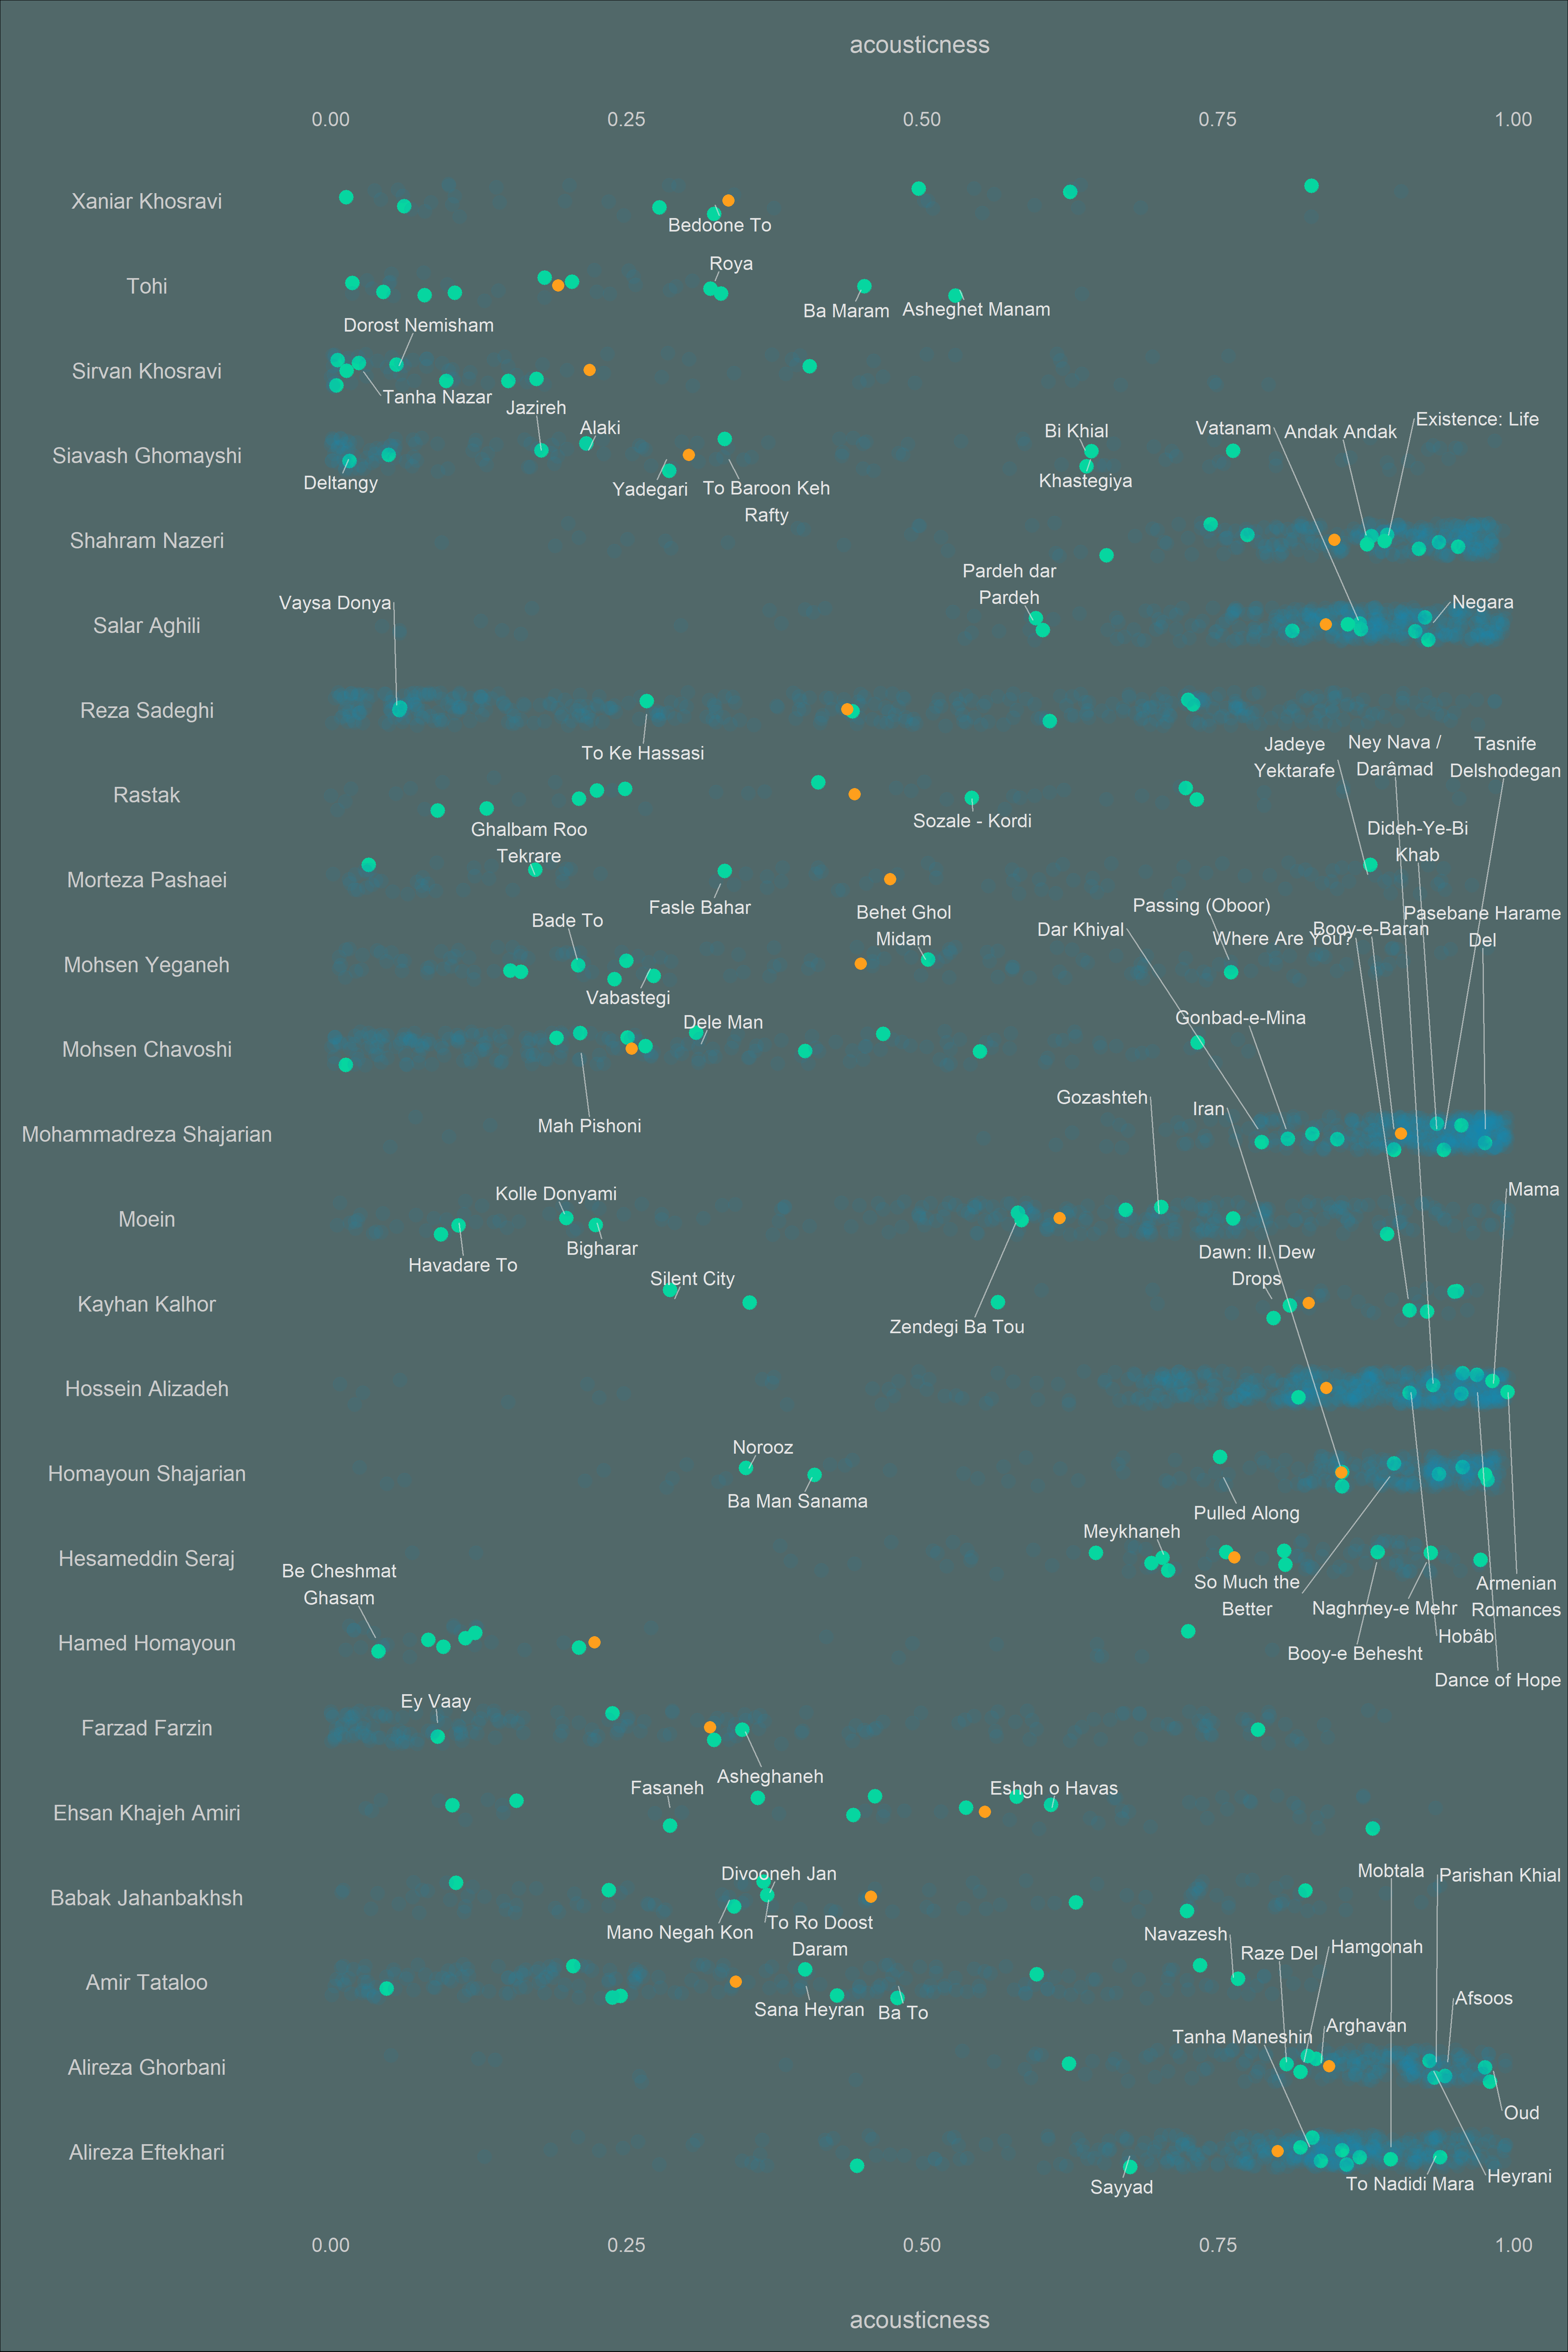 acousticness
0.00 0.25 0.50 0.75 1.00
Xaniar Khosravi
Bedoone To
Roya
Tohi
Ba Maram
Asheghet Manam
Dorost Nemisham
Sirvan Khosravi
Tanha Nazar
Jazireh
Alaki
Existence: Life
Bi Khial
Vatanam
Andak Andak
Siavash Ghomayshi
Deltangy
Yadegari
To Baroon Keh
Rafty
Khastegiya
Shahram Nazeri
Pardeh dar
Pardeh
Vaysa Donya
Negara
Salar Aghili
Reza Sadeghi
To Ke Hassasi
Jadeye
Yektarafe
Ney Nava /
Darâmad
Tasnife
Delshodegan
Rastak
Sozale - Kordi
Ghalbam Roo
Tekrare
Dideh-Ye-Bi
Khab
Morteza Pashaei
Fasle Bahar
Bade To
Behet Ghol
Midam
Passing (Oboor)
Dar Khiyal
Where Are You?
Booy-e-Baran
Pasebane Harame
Del
Mohsen Yeganeh
Vabastegi
Dele Man
Gonbad-e-Mina
Mohsen Chavoshi
Mah Pishoni
Gozashteh
Iran
Mohammadreza Shajarian
Kolle Donyami
Mama
Moein
Havadare To
Bigharar
Dawn: II. Dew
Drops
Silent City
Kayhan Kalhor
Zendegi Ba Tou
Hossein Alizadeh
Norooz
Homayoun Shajarian
Ba Man Sanama
Pulled Along
Meykhaneh
Hesameddin Seraj
Be Cheshmat
Ghasam
So Much the
Better
Naghmey-e Mehr
Armenian
Romances
Hamed Homayoun
Booy-e Behesht
Hobâb
Dance of Hope
Ey Vaay
Farzad Farzin
Asheghaneh
Fasaneh
Eshgh o Havas
Ehsan Khajeh Amiri
Divooneh Jan
Mobtala
Parishan Khial
Babak Jahanbakhsh
Mano Negah Kon
To Ro Doost
Daram
Navazesh
Raze Del
Hamgonah
Amir Tataloo
Sana Heyran
Ba To
Afsoos
Tanha Maneshin
Arghavan
Alireza Ghorbani
Oud
Alireza Eftekhari
Sayyad
To Nadidi Mara
Heyrani
0.00 0.25 0.50 0.75 1.00
acousticness